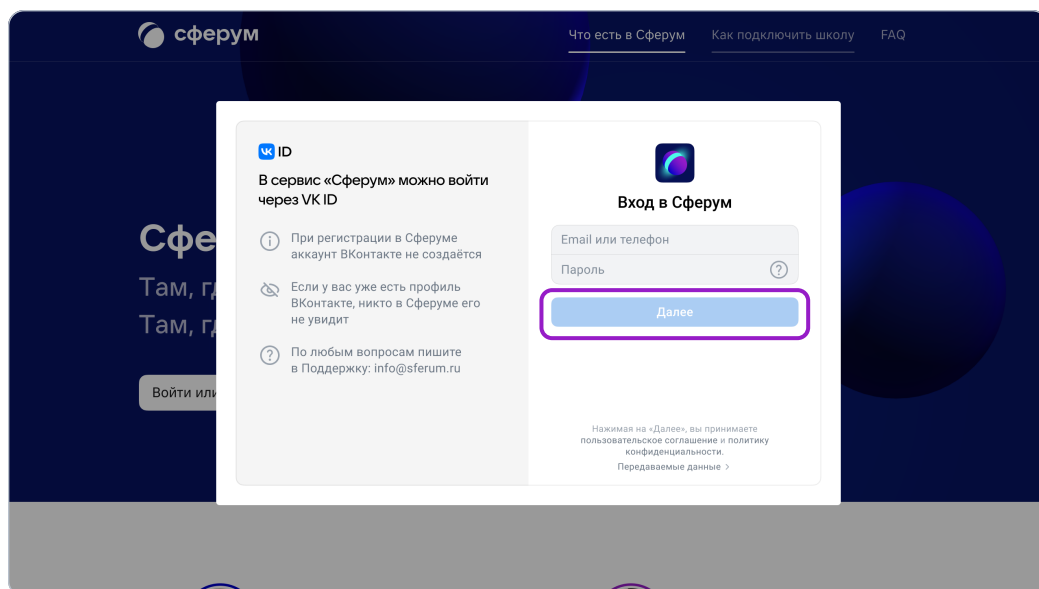 сферум
Что есть в Сферум
Как подключить школу
FAQ
VK ID
В сервис «Сферум» можно войти
через VK ID
При регистрации в Сферуме
аккаунт ВКонтакте не создаётся
Если у вас уже есть профиль
ВКонтакте, никто в Сферуме его
не увидит
По любым вопросам пишите
в Поддержку: info@sferum.ru
Вход в Сферум
Email или телефон
Пароль
Далее
Нажимая на «Далее», вы принимаете
пользовательское соглашение и политику
конфиденциальности.
Передаваемые данные >
Сфе
Там, г
Там, г
Войти или